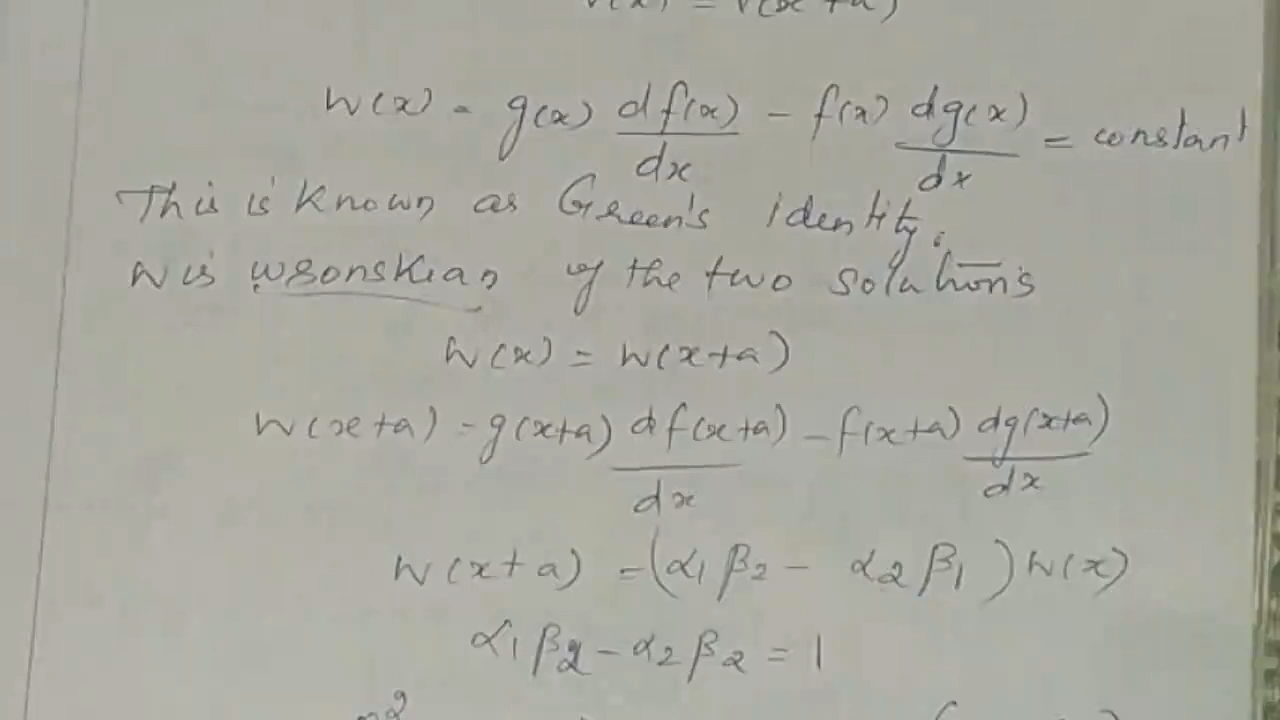 V(x) = V(x+a)
W(x) = g(x) df(x)/dx - f(x) dg(x)/dx = constant
This is known as Green's identity.
W is wronskian of the two solutions
W(x) = W(x+a)
W(x+a) = g(x+a) df(x+a)/dx - f(x+a) dg(x+a)/dx
W(x+a) = (α₁β₂ - α₂β₁) W(x)
α₁β₂ - α₂β₂ = 1